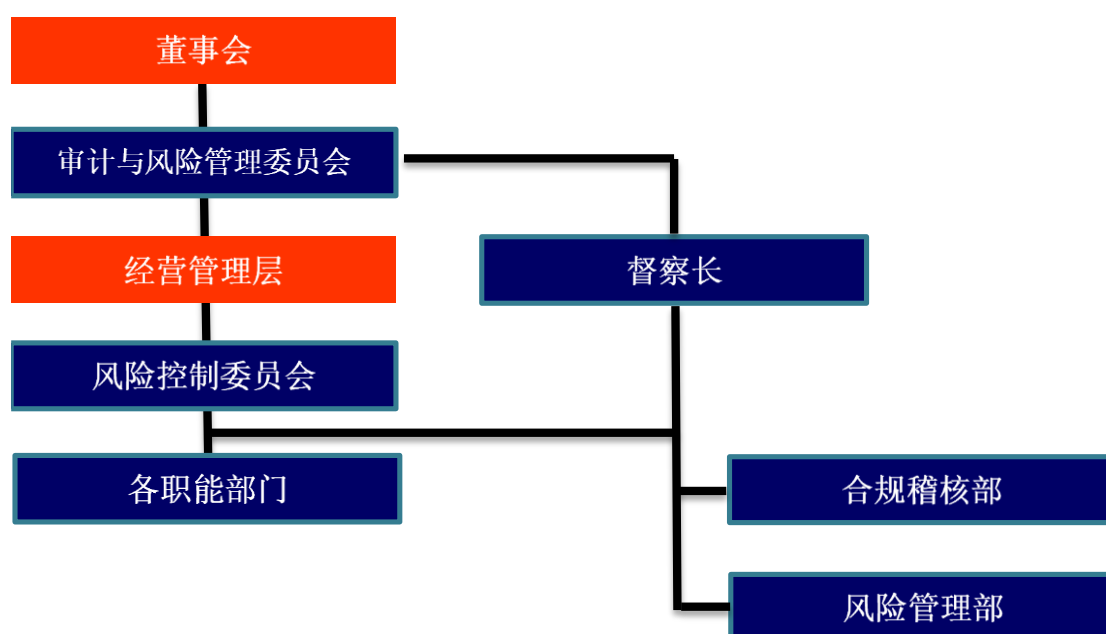 董事会
审计与风险管理委员会
经营管理层
督察长
风险控制委员会
各职能部门
合规稽核部
风险管理部